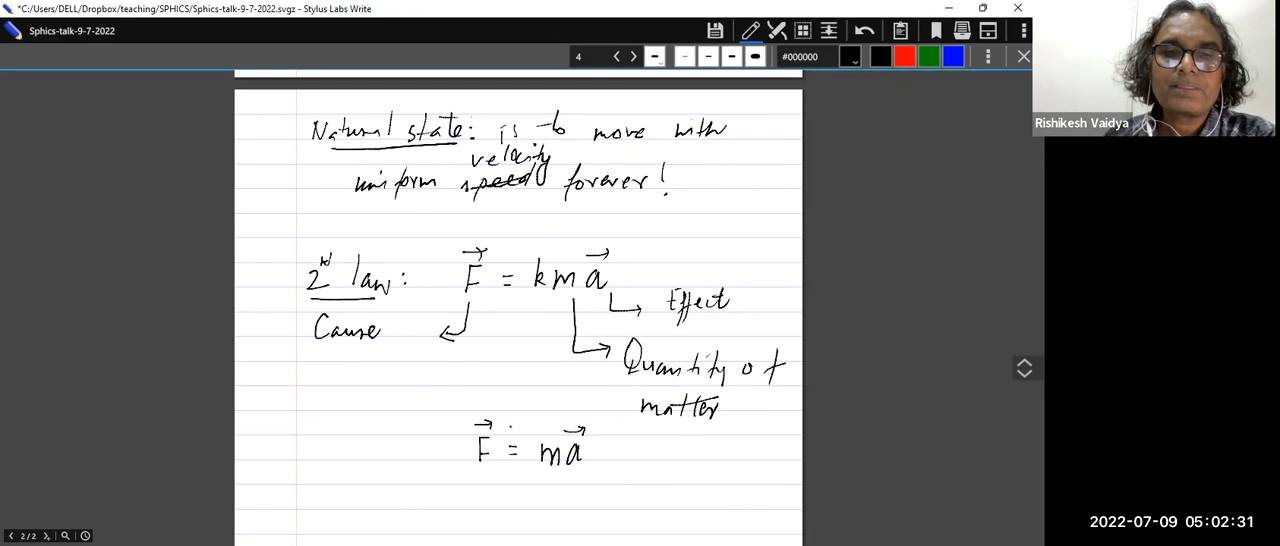 *C:/Users/DELL/Dropbox/teaching/SPHICS/Sphics-talk-9-7-2022.svgz - Stylus Labs Write
Sphics-talk-9-7-2022
4
#000000
Rishikesh Vaidya
Natural state: is to move with
velocity
uniform speed forever!
2nd law: F = kma
Effect
Cause
Quantity of
matter
F = ma
2/2
2022-07-09 05:02:31